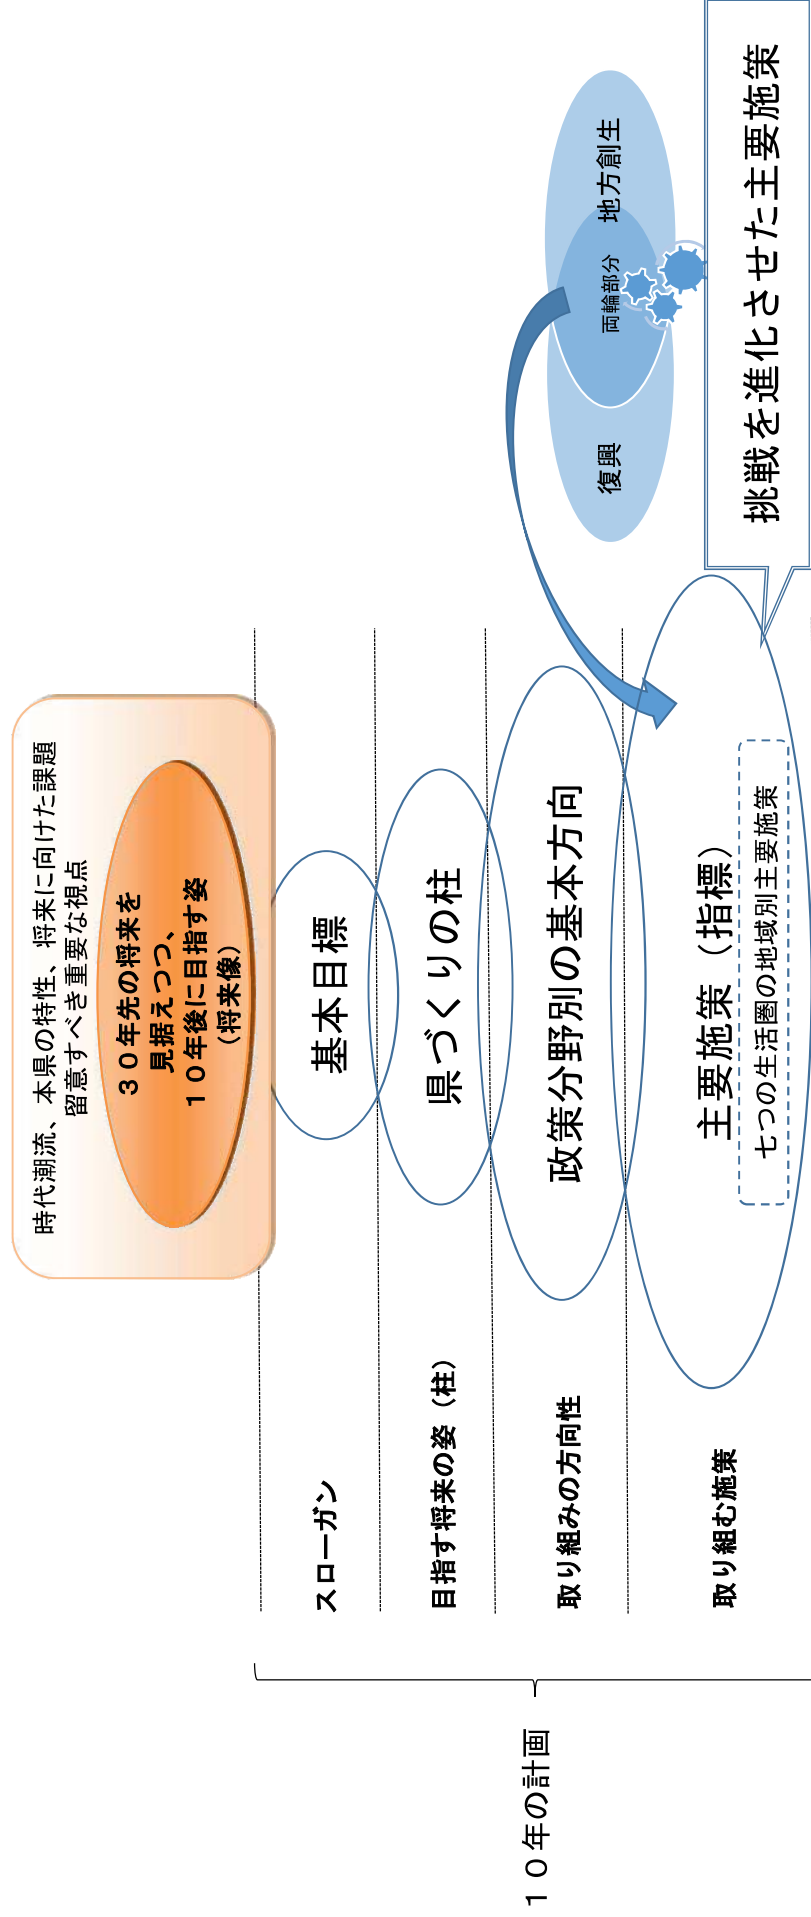 時代潮流、本県の特性、将来に向けた課題
留意すべき重要な視点
３０年先の将来を
見据えつつ、
１０年後に目指す姿
（将来像）
スローガン
基本目標
目指す将来の姿（柱）
県づくりの柱
１０年の計画
取り組みの方向性
政策分野別の基本方向
復興
両輪部分
地方創生
取り組む施策
主要施策（指標）
七つの生活圏の地域別主要施策
挑戦を進化させた主要施策